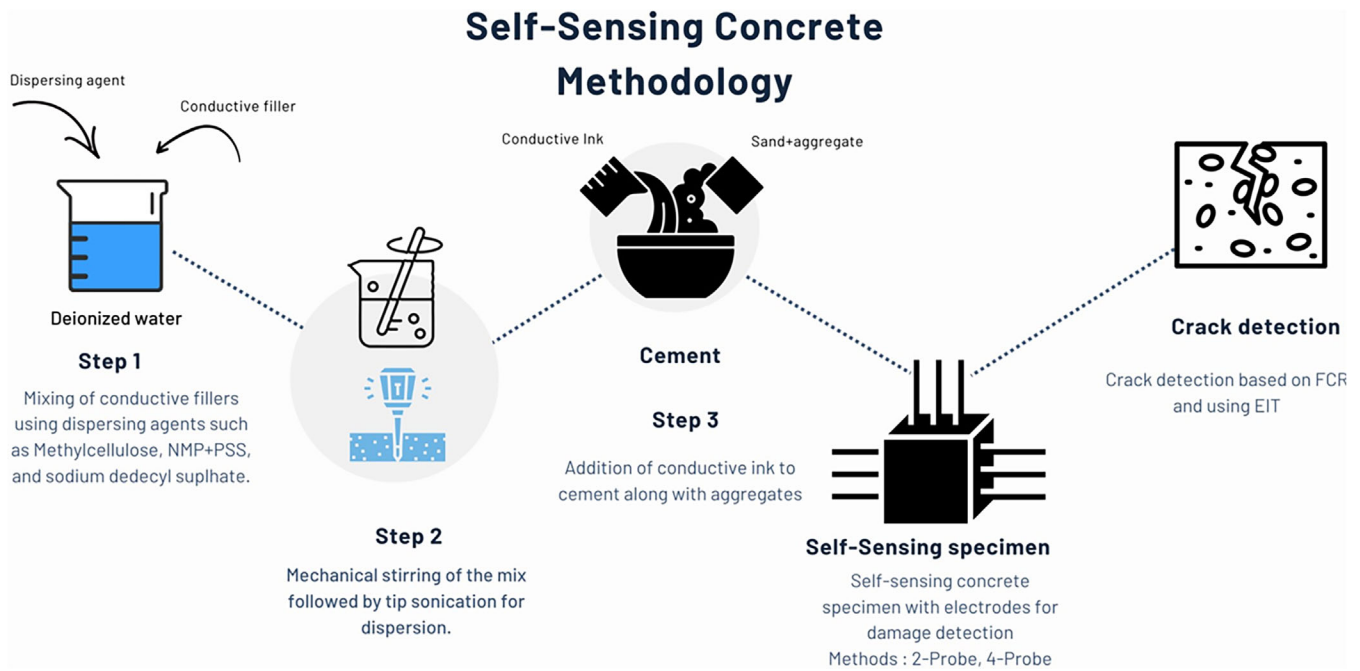 Self-Sensing Concrete
Methodology
Dispersing agent
Conductive filler
Deionized water
Step 1
Mixing of conductive fillers
using dispersing agents such
as Methylcellulose, NMP+PSS,
and sodium dedecyl suplhate.
Step 2
Mechanical stirring of the mix
followed by tip sonication for
dispersion.
Conductive Ink
Sand+aggregate
Cement
Step 3
Addition of conductive ink to
cement along with aggregates
Self-Sensing specimen
Self-sensing concrete
specimen with electrodes for
damage detection
Methods : 2-Probe, 4-Probe
Crack detection
Crack detection based on FCR
and using EIT